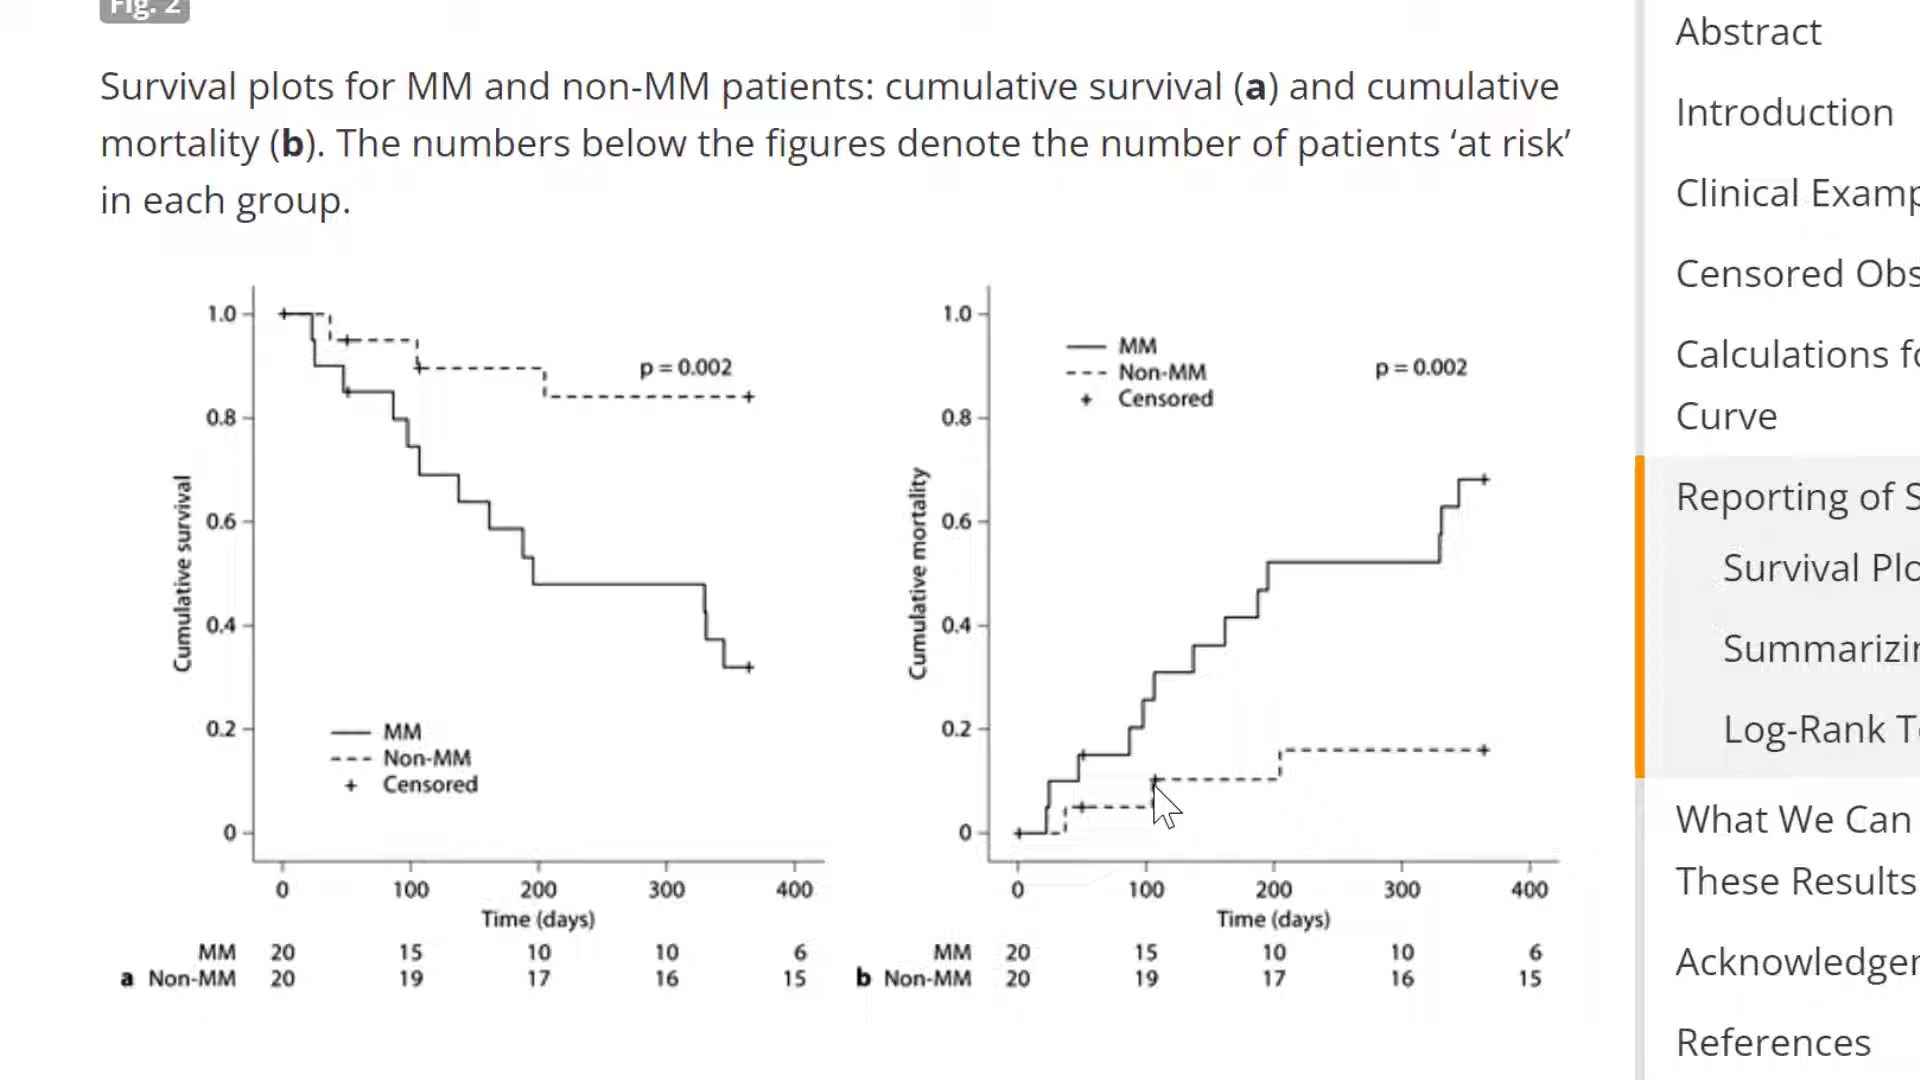 Fig. 2
Survival plots for MM and non-MM patients: cumulative survival (a) and cumulative
mortality (b). The numbers below the figures denote the number of patients ‘at risk’
in each group.
1.0
0.8
0.6
0.4
0.2
0
Cumulative survival
p = 0.002
MM
Non-MM
Censored
0 100 200 300 400
Time (days)
MM 20 15 10 10 6
a Non-MM 20 19 17 16 15
1.0
0.8
0.6
0.4
0.2
0
Cumulative mortality
MM
Non-MM
Censored
p = 0.002
0 100 200 300 400
Time (days)
MM 20 15 10 10 6
b Non-MM 20 19 17 16 15
Abstract
Introduction
Clinical Examp
Censored Obs
Calculations fo
Curve
Reporting of S
Survival Plo
Summarizin
Log-Rank Te
What We Can
These Results
Acknowledgen
References